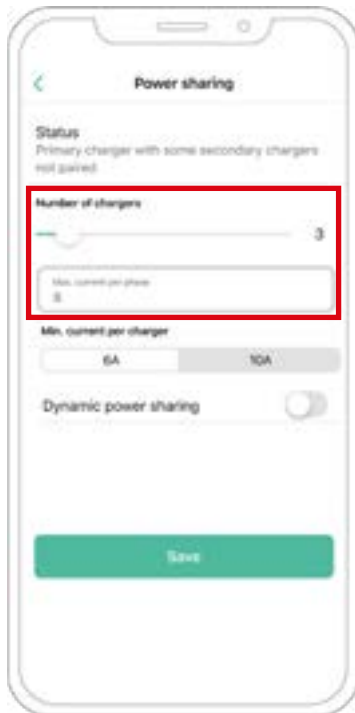 Power sharing
Status
Primary charger with some secondary chargers
not paired
Number of chargers
3
Max. current per phase
Min. current per charger
6A 10A
Dynamic power sharing
Save